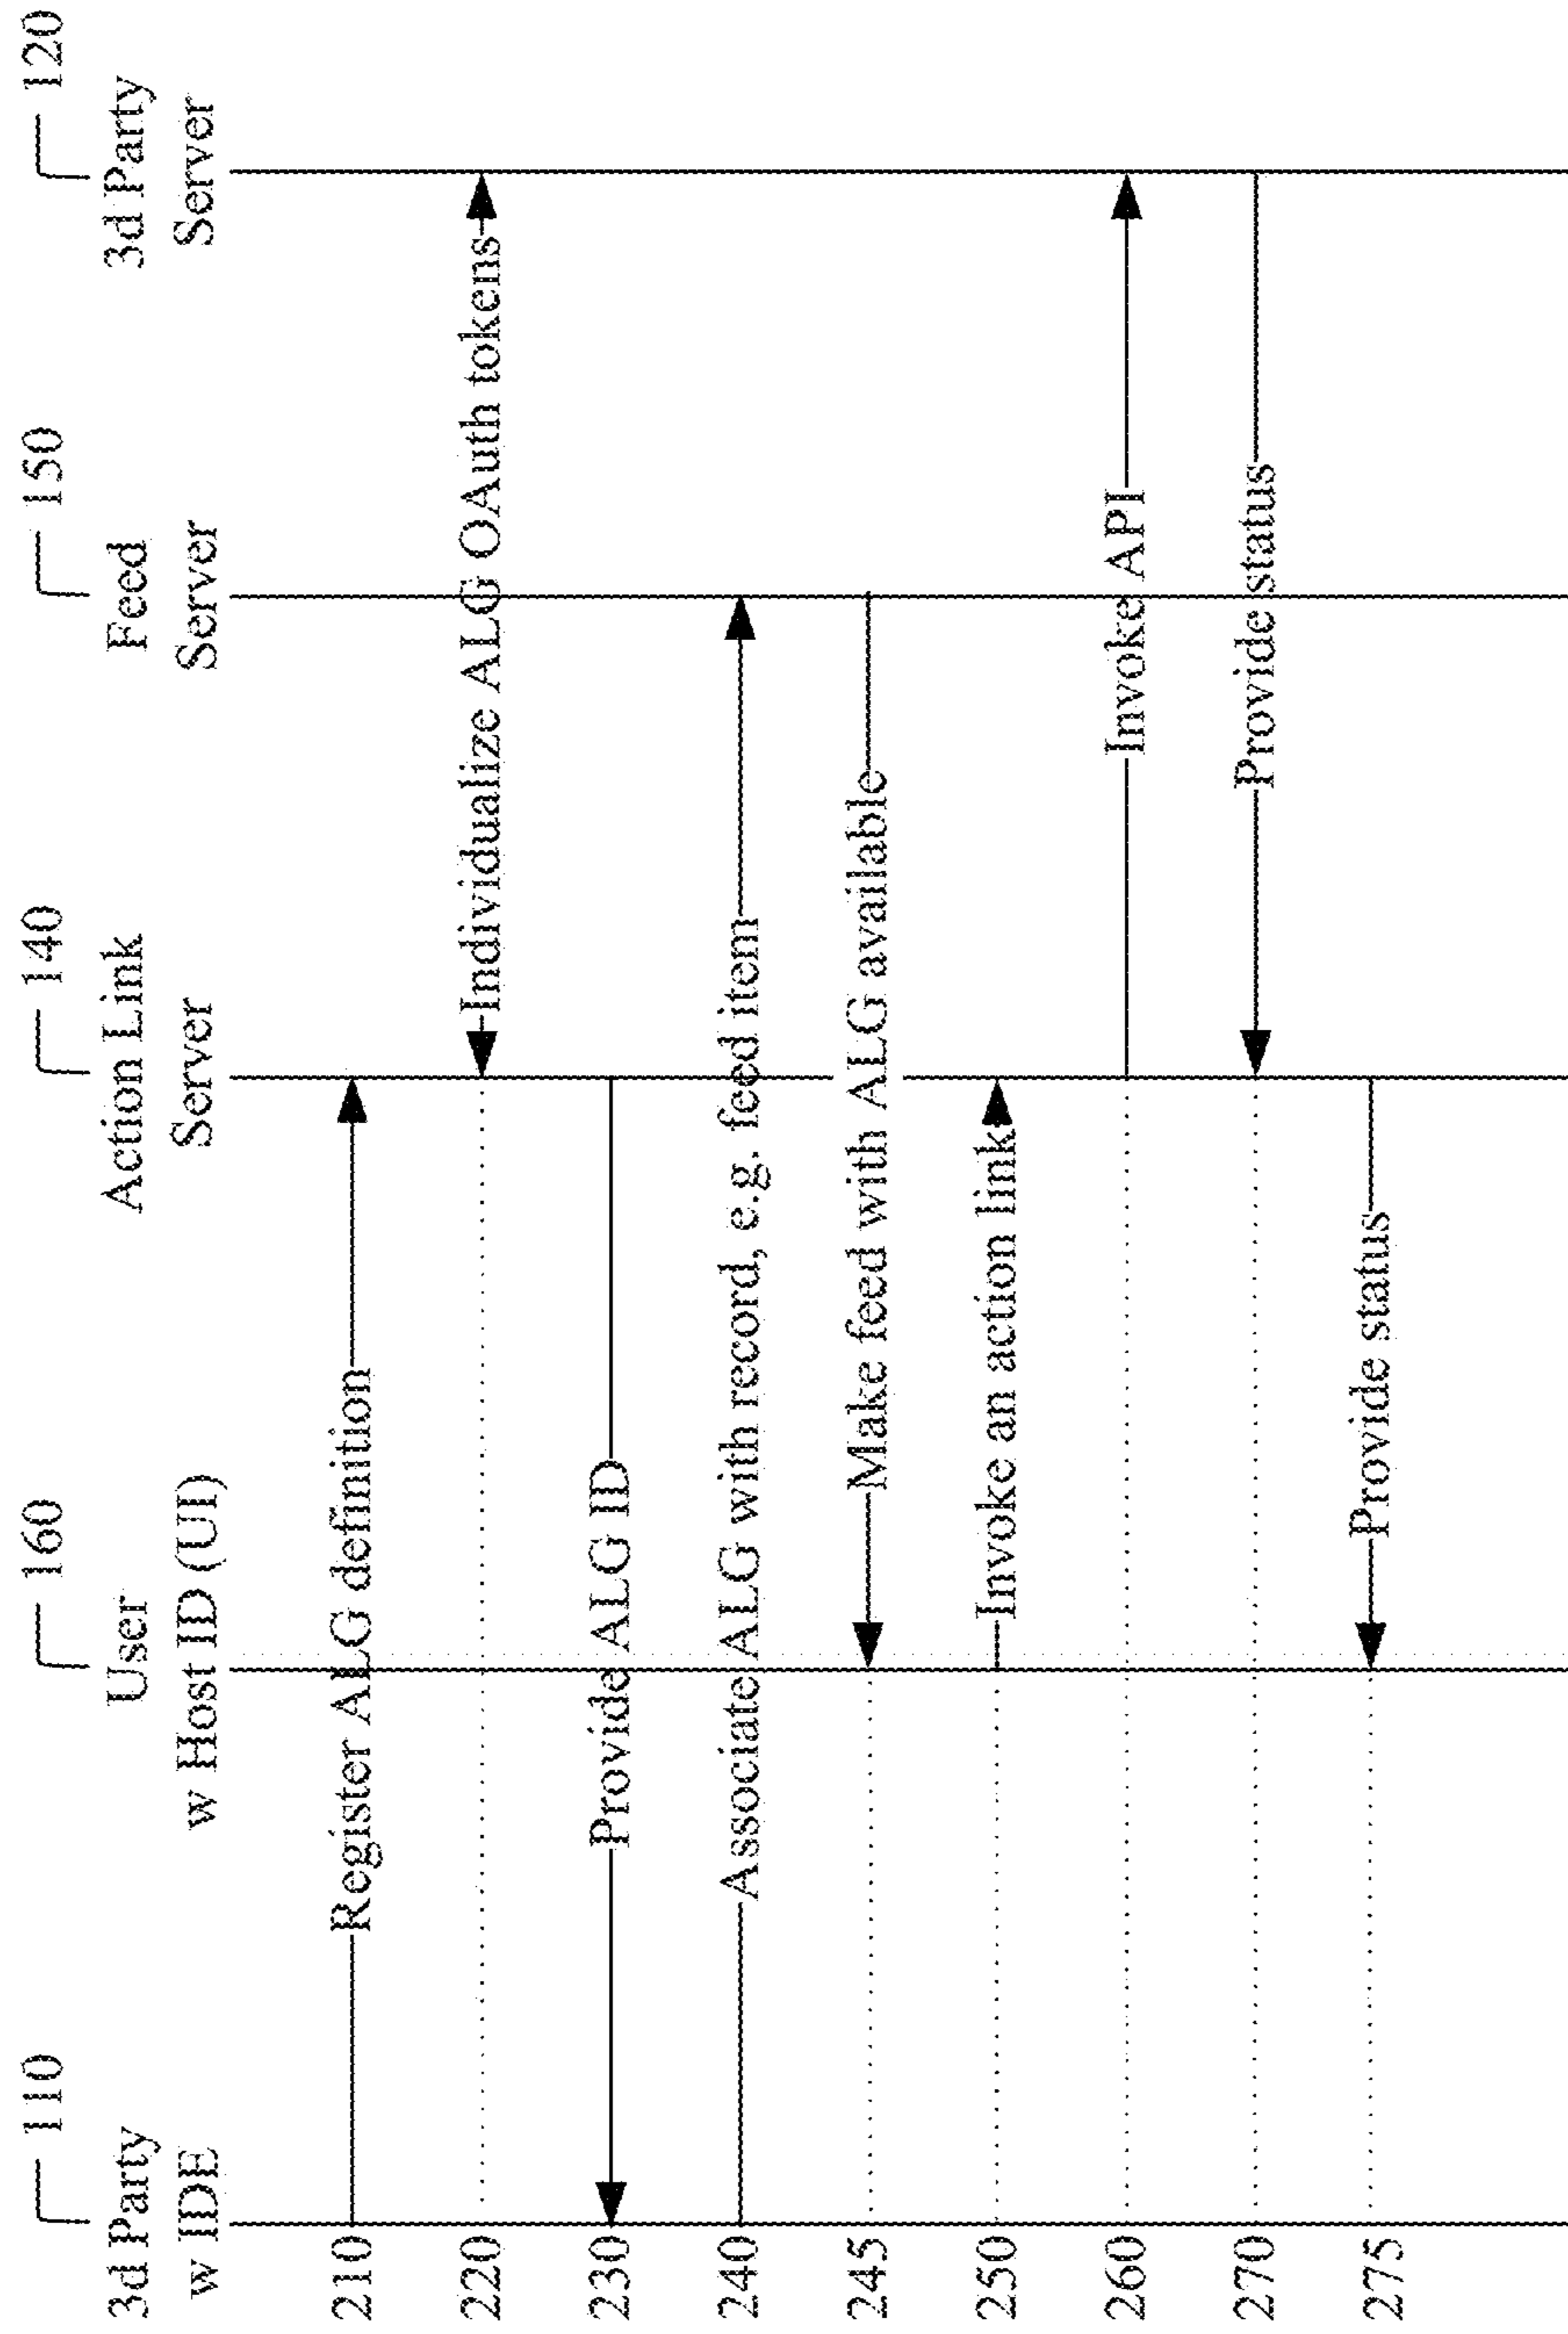 110
160
140
150
120
3d Party
w IDE
User
w Host ID (UI)
Action Link
Server
Feed
Server
3d Party
Server
210
Register ALG definition
220
Individualize ALG OAuth tokens
230
Provide ALG ID
240
Associate ALG with record, e.g. feed item
245
Make feed with ALG available
250
Invoke an action link
260
Invoke API
270
Provide status
275
Provide status